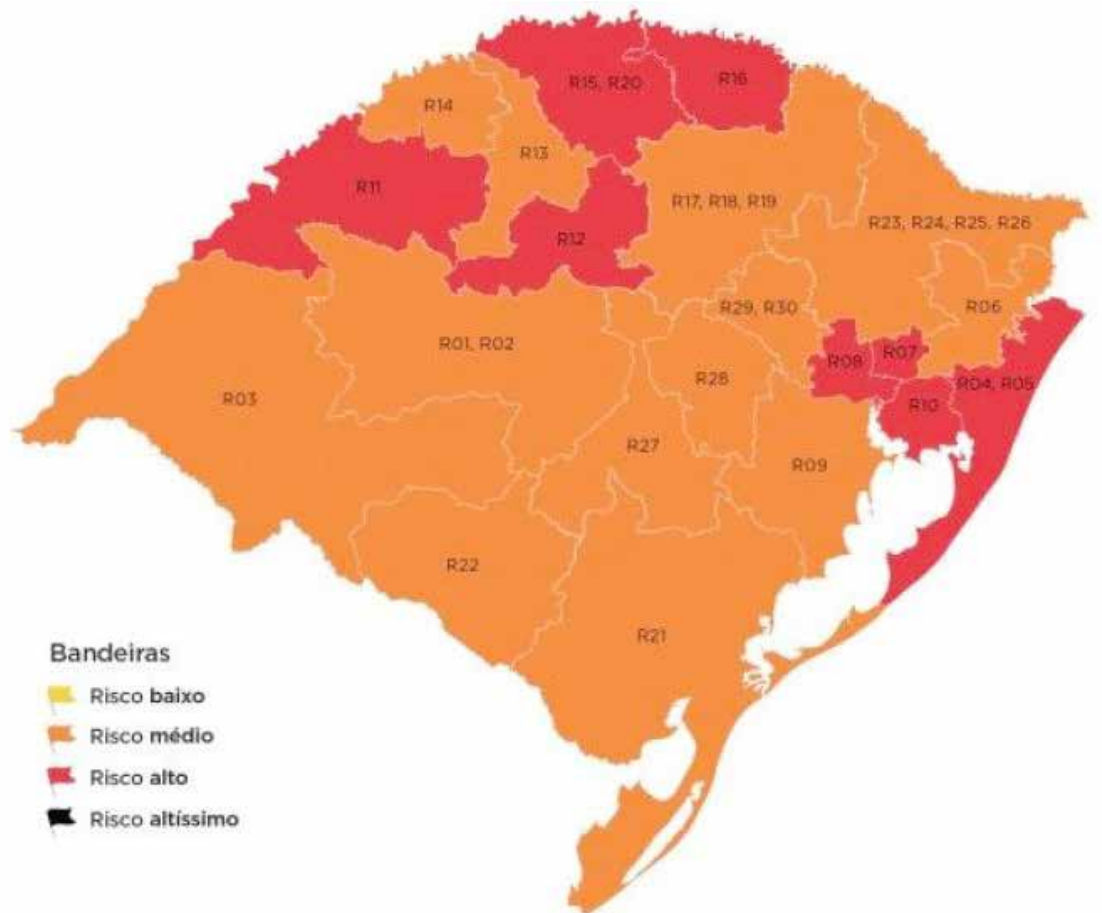 R15, R20
R16
R14
R13
R11
R17, R18, R19
R23, R24, R25, R26
R12
R29, R30
R06
R01, R02
R08
R07
R28
R04, R05
R03
R10
R27
R09
R22
R21
Bandeiras
Risco baixo
Risco médio
Risco alto
Risco altíssimo